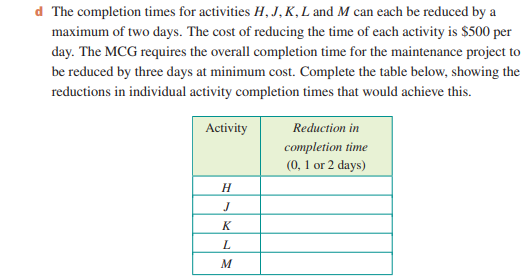 d The completion times for activities H, J, K, L and M can each be reduced by a
maximum of two days. The cost of reducing the time of each activity is $500 per
day. The MCG requires the overall completion time for the maintenance project to
be reduced by three days at minimum cost. Complete the table below, showing the
reductions in individual activity completion times that would achieve this.
Activity Reduction in
completion time
(0, 1 or 2 days)
H
J
K
L
M